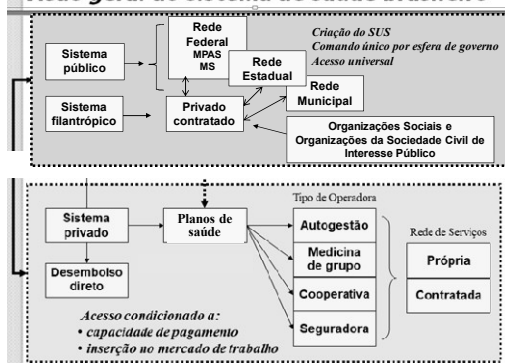 Sistema
público
Rede
Federal
MPAS
MS
Rede
Estadual
Rede
Municipal
Criação do SUS
Comando único por esfera de governo
Acesso universal
Sistema
filantrópico
Privado
contratado
Organizações Sociais e
Organizações da Sociedade Civil de
Interesse Público
Sistema
privado
Planos de
saúde
Desembolso
direto
Tipo de Operadora
Autogestão
Medicina
de grupo
Cooperativa
Seguradora
Rede de Serviços
Própria
Contratada
Acesso condicionado a:
• capacidade de pagamento
• inserção no mercado de trabalho